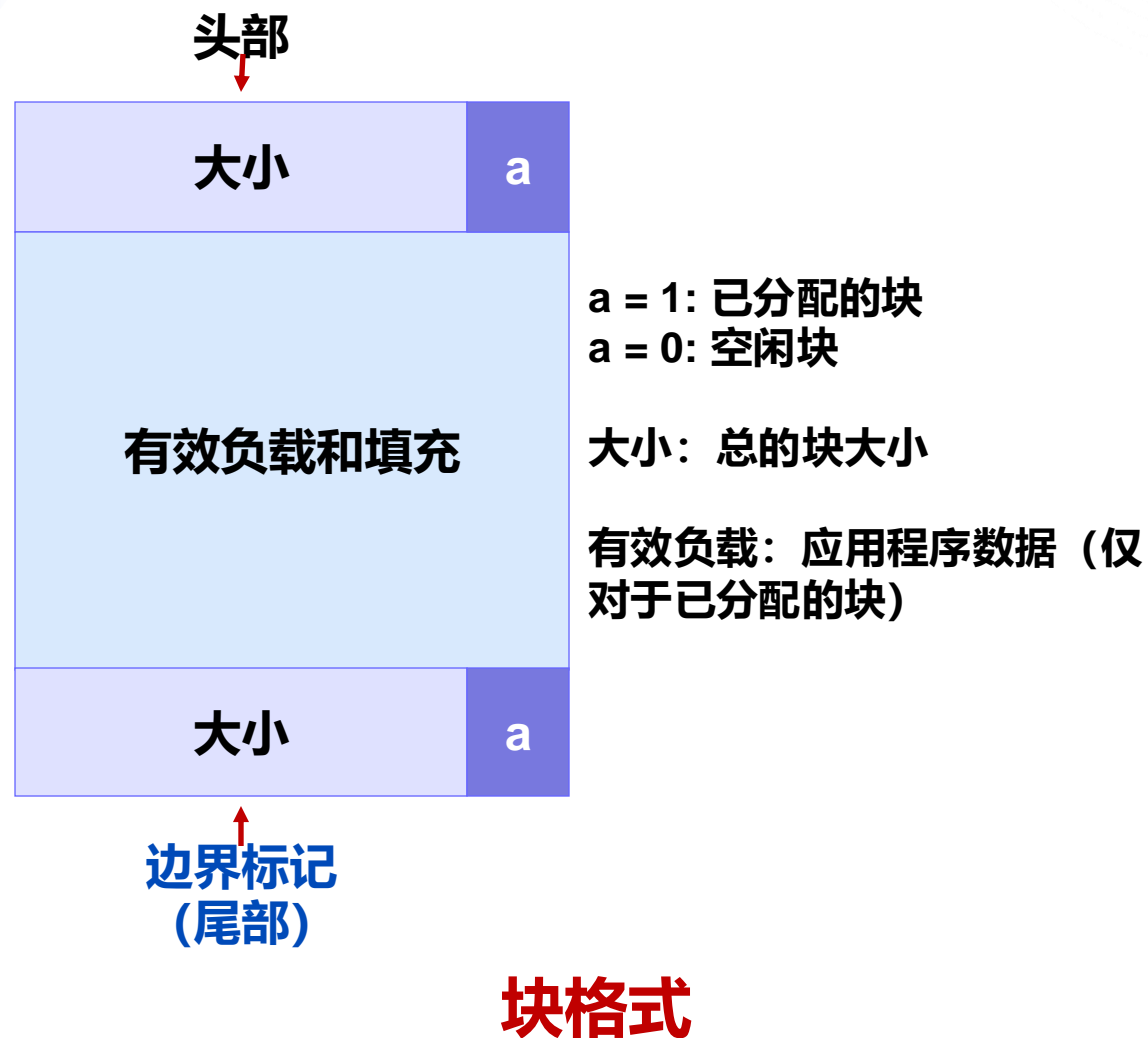 头部
大小
a
a = 1: 已分配的块
a = 0: 空闲块
有效负载和填充
大小：总的块大小
有效负载：应用程序数据（仅
对于已分配的块）
大小
a
边界标记
（尾部）
块格式